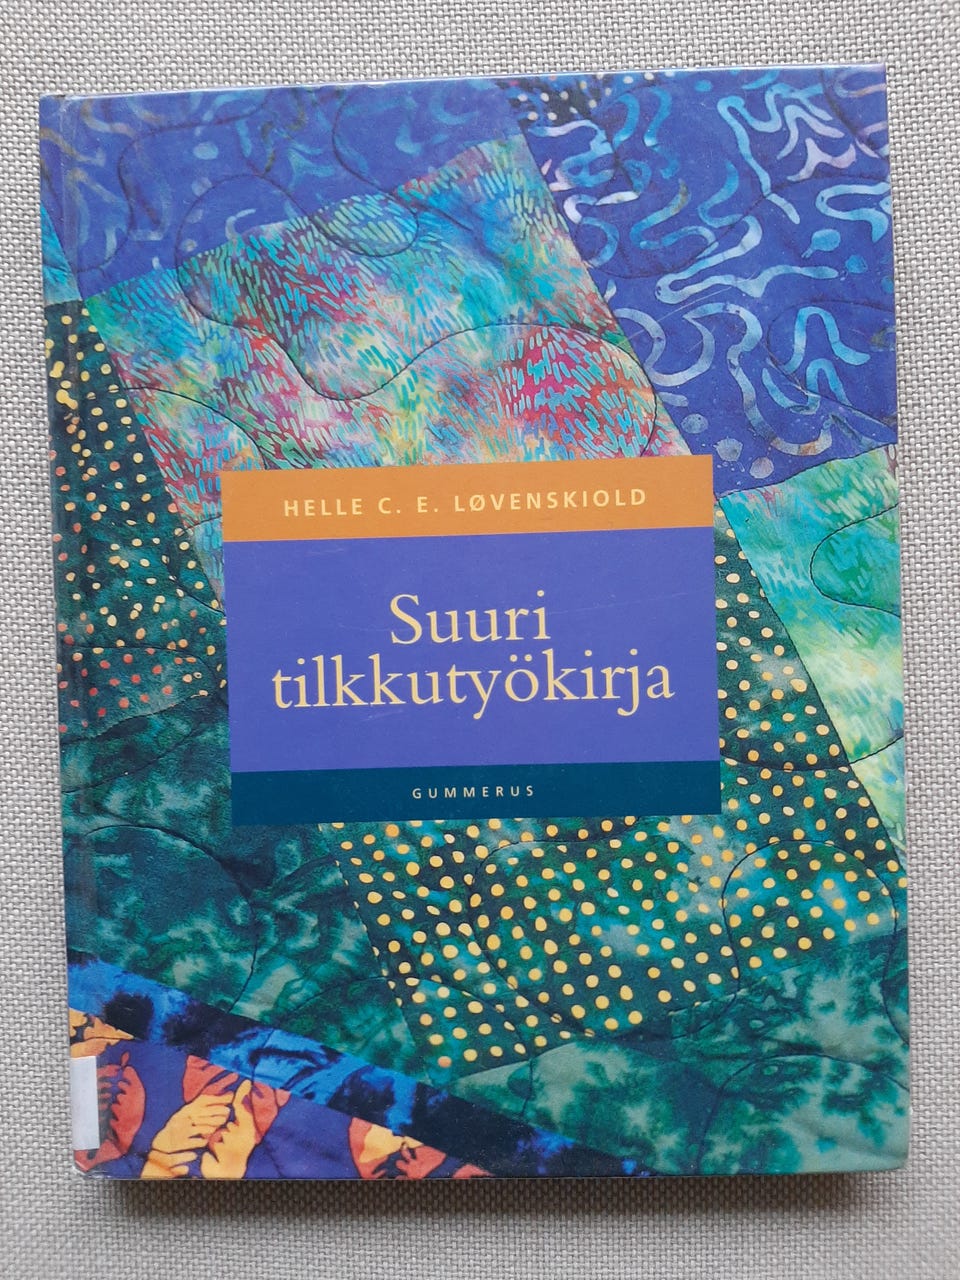 HELLE C. E. LØVENSKIOLD
Suuri
tilkkutyökirja
GUMMERUS